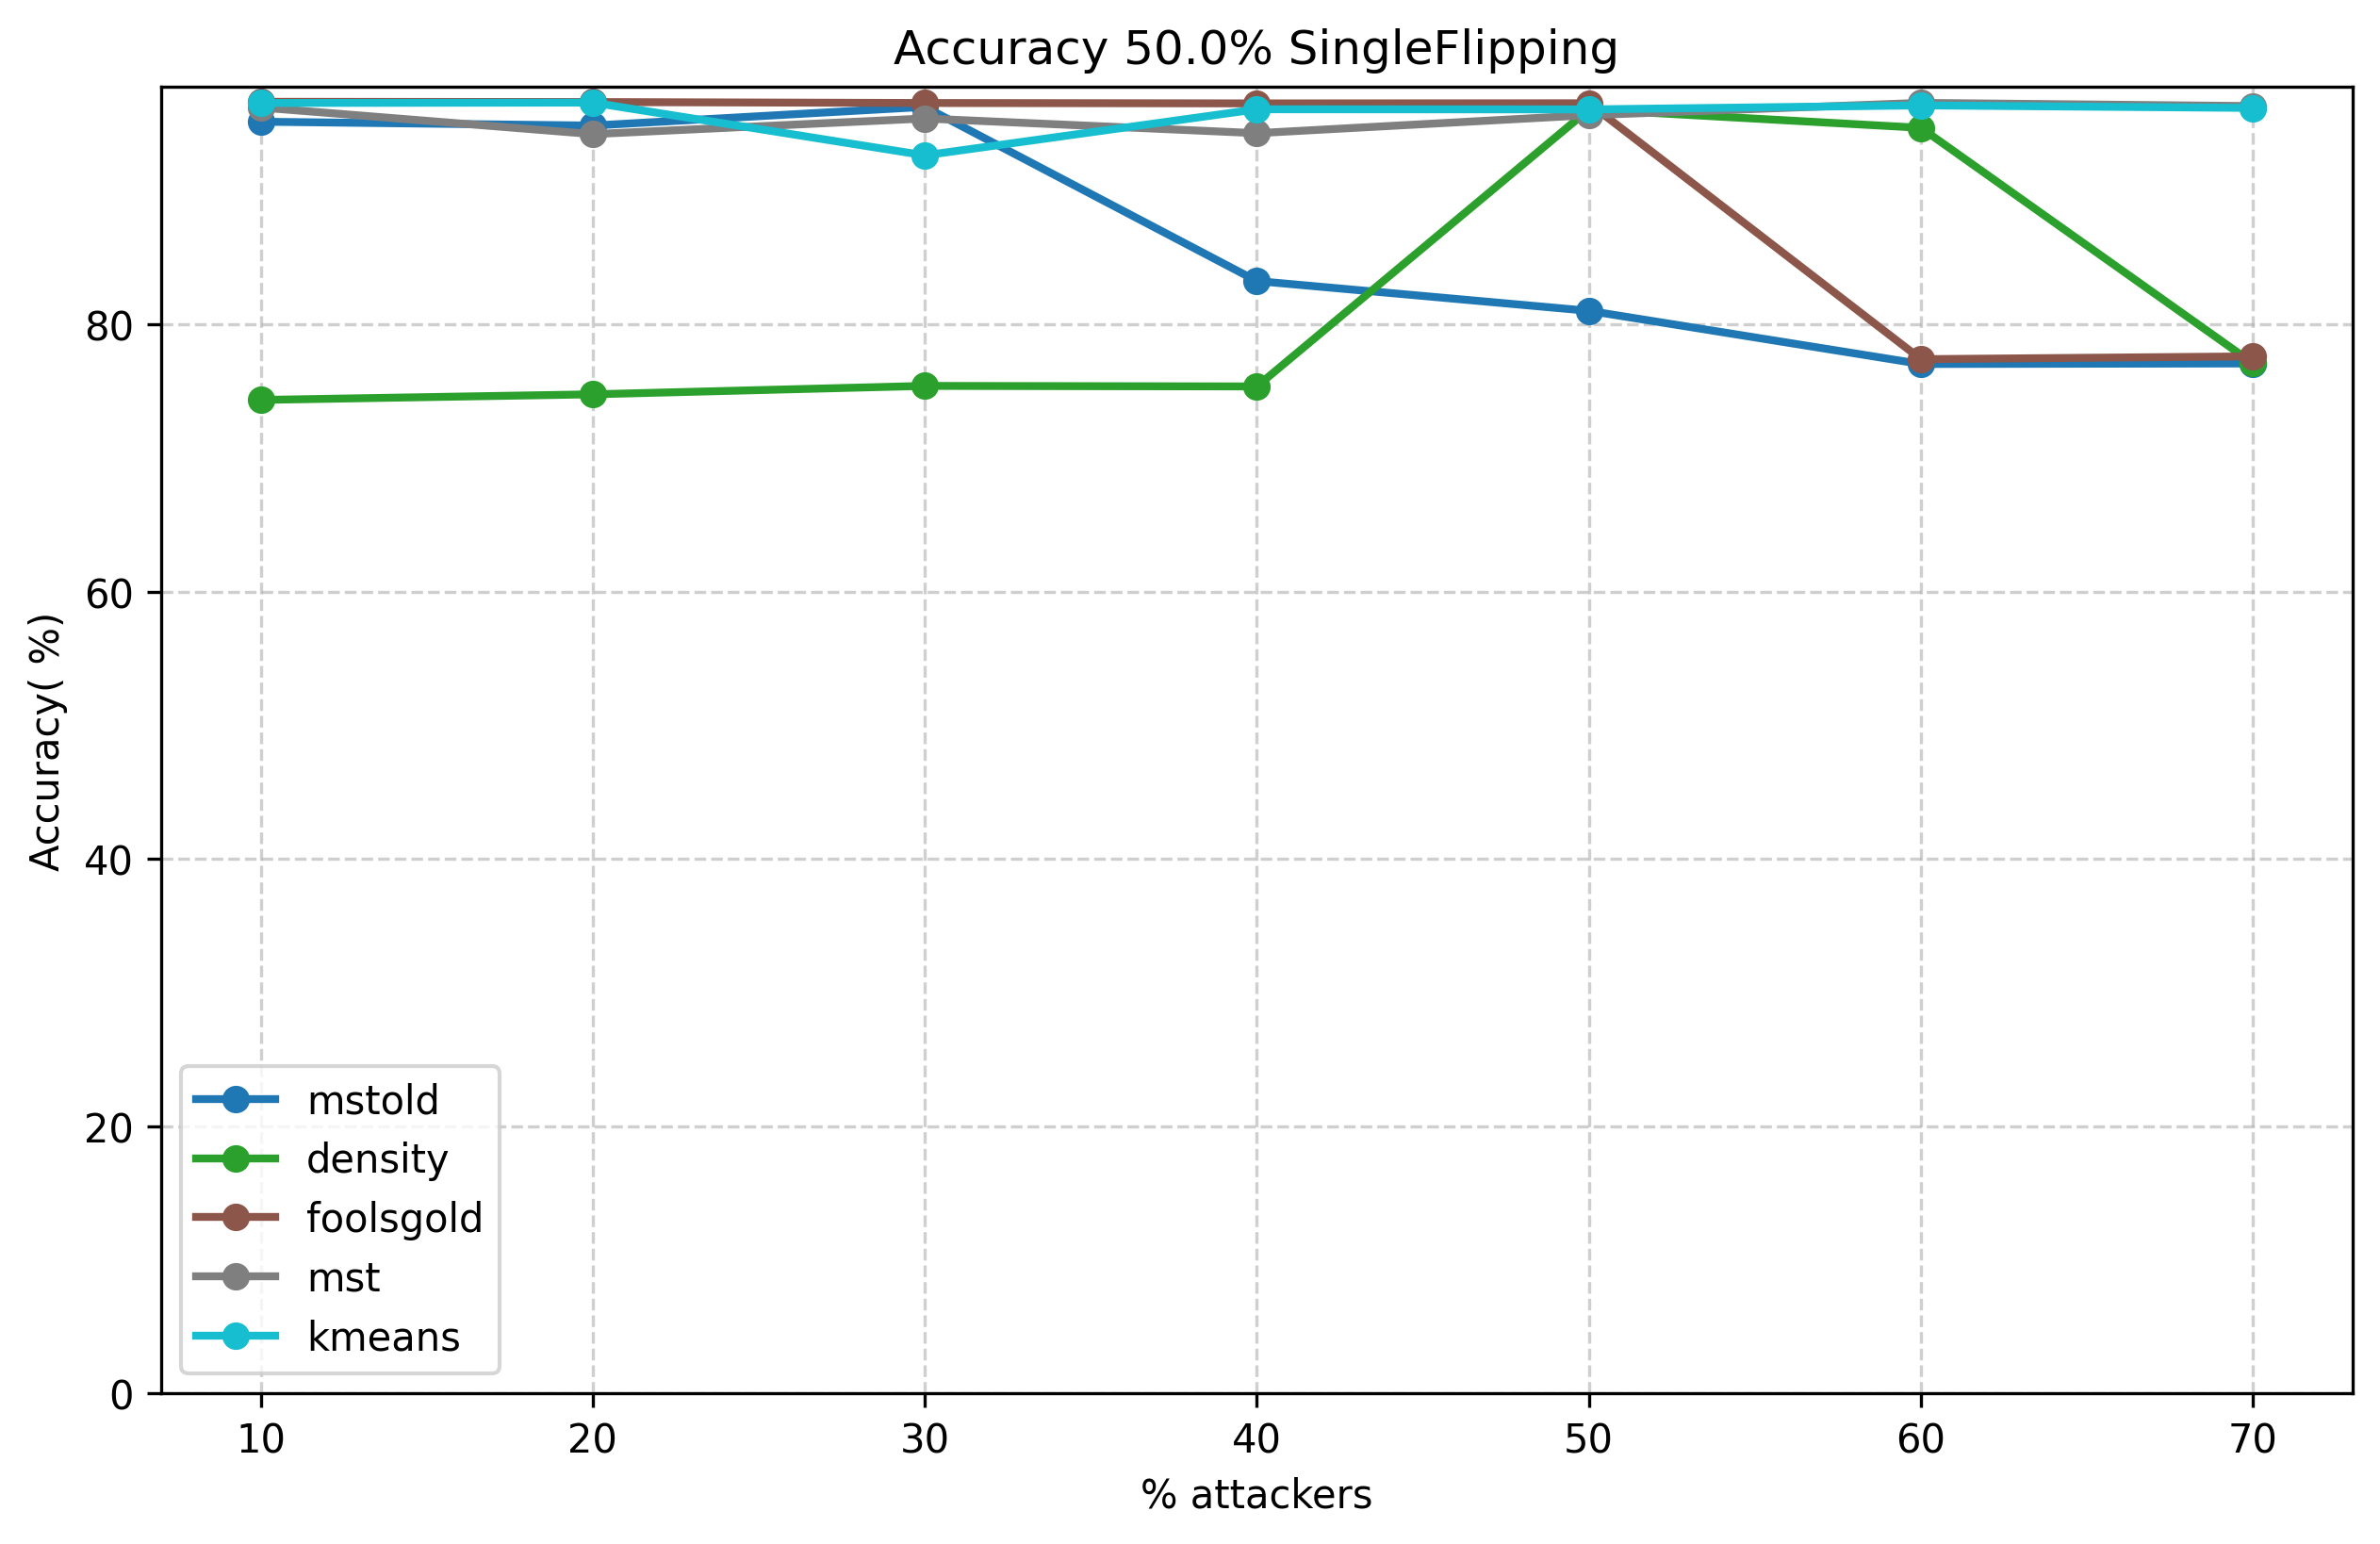 Accuracy 50.0% SingleFlipping
Accuracy( %)
80
60
40
20
0
mstold
density
foolsgold
mst
kmeans
10 20 30 40 50 60 70
% attackers